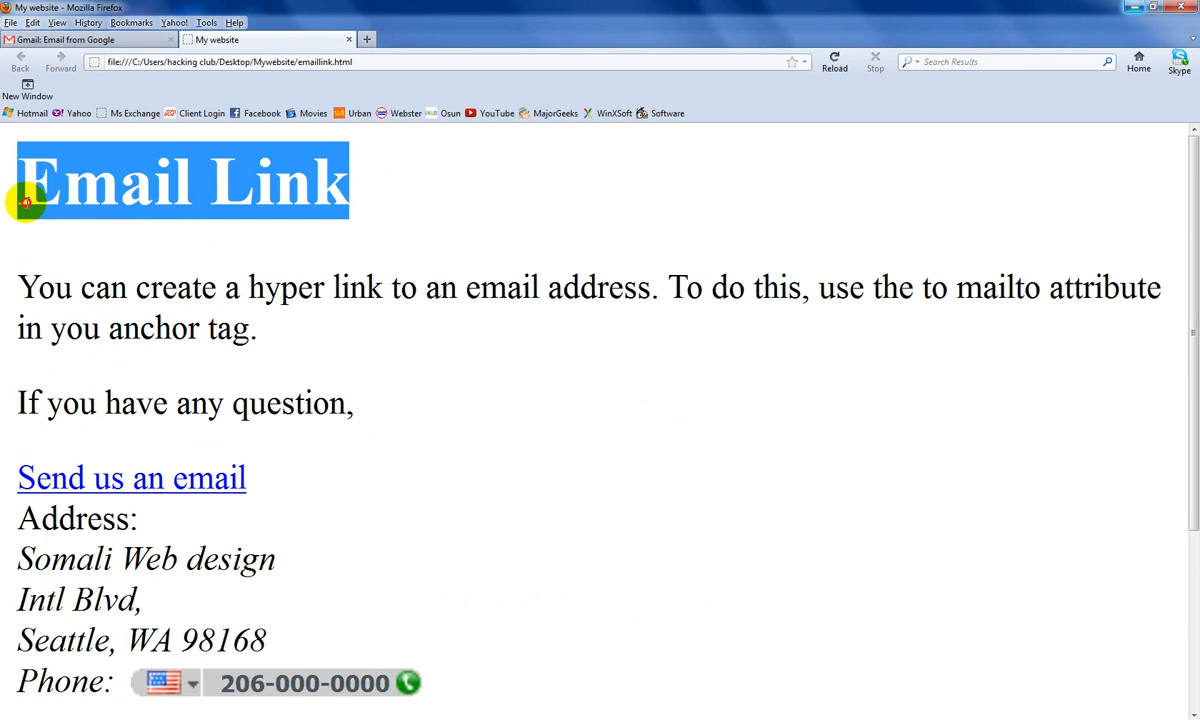 My website - Mozilla Firefox
File Edit View History Bookmarks Yahoo! Tools Help
Gmail: Email from Google My website
Back Forward file:///C:/Users/hacking club/Desktop/Mywebsite/emaillink.html Reload Stop Search Results Home Skype
New Window
Hotmail Yahoo Ms Exchange Client Login Facebook Movies Urban Webster Osun YouTube MajorGeeks WinXSoft Software
Email Link
You can create a hyper link to an email address. To do this, use the to mailto attribute
in you anchor tag.
If you have any question,
Send us an email
Address:
Somali Web design
Intl Blvd,
Seattle, WA 98168
Phone: 206-000-0000